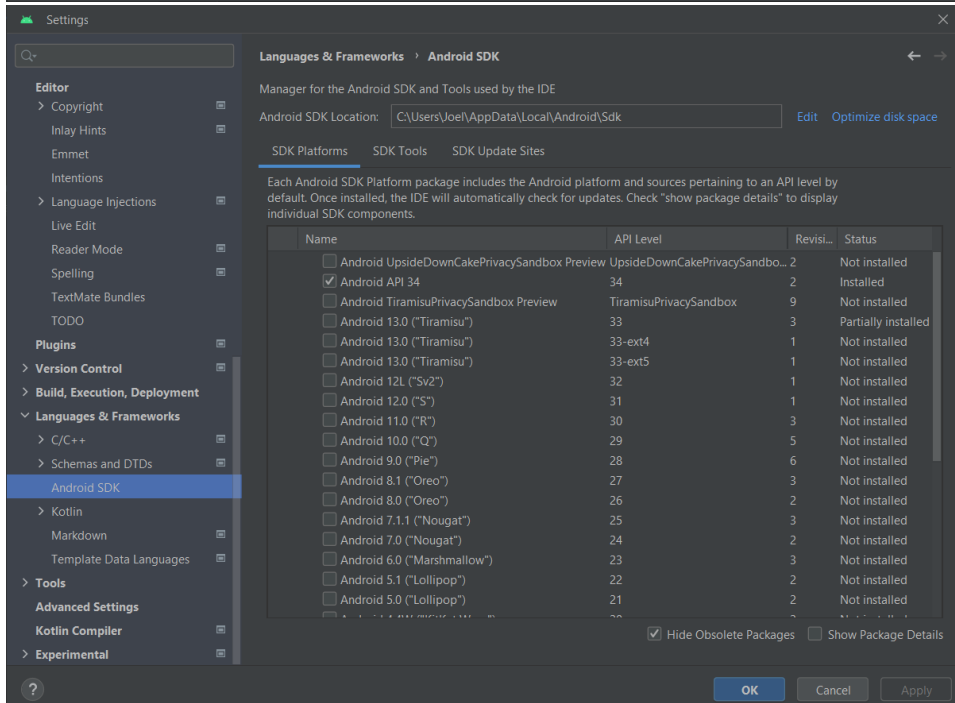 Settings
Editor
Copyright
Inlay Hints
Emmet
Intentions
Language Injections
Live Edit
Reader Mode
Spelling
TextMate Bundles
TODO
Plugins
Version Control
Build, Execution, Deployment
Languages & Frameworks
C/C++
Schemas and DTDs
Android SDK
Kotlin
Markdown
Template Data Languages
Tools
Advanced Settings
Kotlin Compiler
Experimental
?
Languages & Frameworks › Android SDK
Manager for the Android SDK and Tools used by the IDE
Android SDK Location: C:\Users\Joel\AppData\Local\Android\Sdk Edit Optimize disk space
SDK Platforms SDK Tools SDK Update Sites
Each Android SDK Platform package includes the Android platform and sources pertaining to an API level by
default. Once installed, the IDE will automatically check for updates. Check "show package details" to display
individual SDK components.
Name API Level Revisi... Status
Android UpsideDownCakePrivacySandbox Preview UpsideDownCakePrivacySandbo... 2 Not installed
Android API 34 34 2 Installed
Android TiramisuPrivacySandbox Preview TiramisuPrivacySandbox 9 Not installed
Android 13.0 ("Tiramisu") 33 3 Partially installed
Android 13.0 ("Tiramisu") 33-ext4 1 Not installed
Android 13.0 ("Tiramisu") 33-ext5 1 Not installed
Android 12L ("Sv2") 32 1 Not installed
Android 12.0 ("S") 31 1 Not installed
Android 11.0 ("R") 30 3 Not installed
Android 10.0 ("Q") 29 5 Not installed
Android 9.0 ("Pie") 28 6 Not installed
Android 8.1 ("Oreo") 27 3 Not installed
Android 8.0 ("Oreo") 26 2 Not installed
Android 7.1.1 ("Nougat") 25 3 Not installed
Android 7.0 ("Nougat") 24 2 Not installed
Android 6.0 ("Marshmallow") 23 3 Not installed
Android 5.1 ("Lollipop") 22 2 Not installed
Android 5.0 ("Lollipop") 21 2 Not installed
Hide Obsolete Packages Show Package Details
OK Cancel Apply